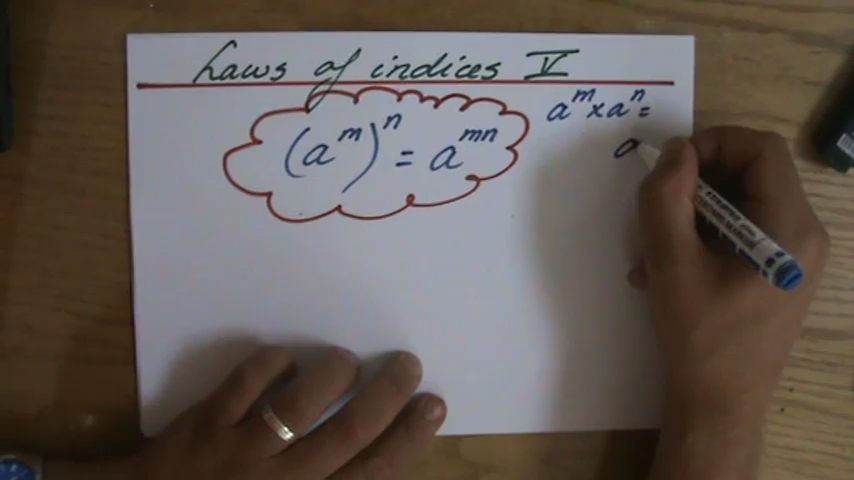 Laws of indices V
(a^m)^n = a^mn
a^m x a^n =
a